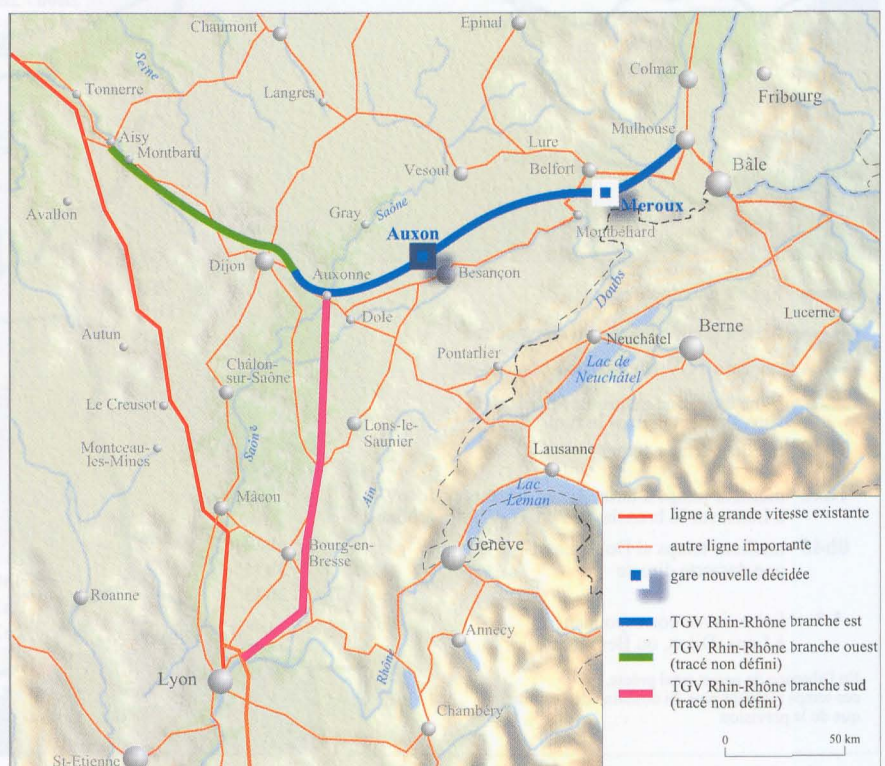 Chaumont
Epinal
Seine
Colmar
Tonnerre
Langres
Fribourg
Mulhouse
Aisy
Montbard
Lure
Vesoul
Belfort
Bâle
Avallon
Saône
Gray
Meroux
Auxon
Montbéliard
Dijon
Auxonne
Besançon
Doubs
Dole
Lucerne
Autun
Neuchâtel
Berne
Pontarlier
Châlon-
sur-Saône
Lac de
Neuchâtel
Le Creusot
Lons-le-
Saunier
Montceau-
les-Mines
Saône
Lausanne
Ain
Lac
Léman
Mâcou
Bourg-en-
Bresse
Genève
Roanne
Annecy
Rhône
Lyon
Chambéry
St-Etienne
ligne à grande vitesse existante
autre ligne importante
gare nouvelle décidée
TGV Rhin-Rhône branche est
TGV Rhin-Rhône branche ouest
(tracé non défini)
TGV Rhin-Rhône branche sud
(tracé non défini)
0 50 km